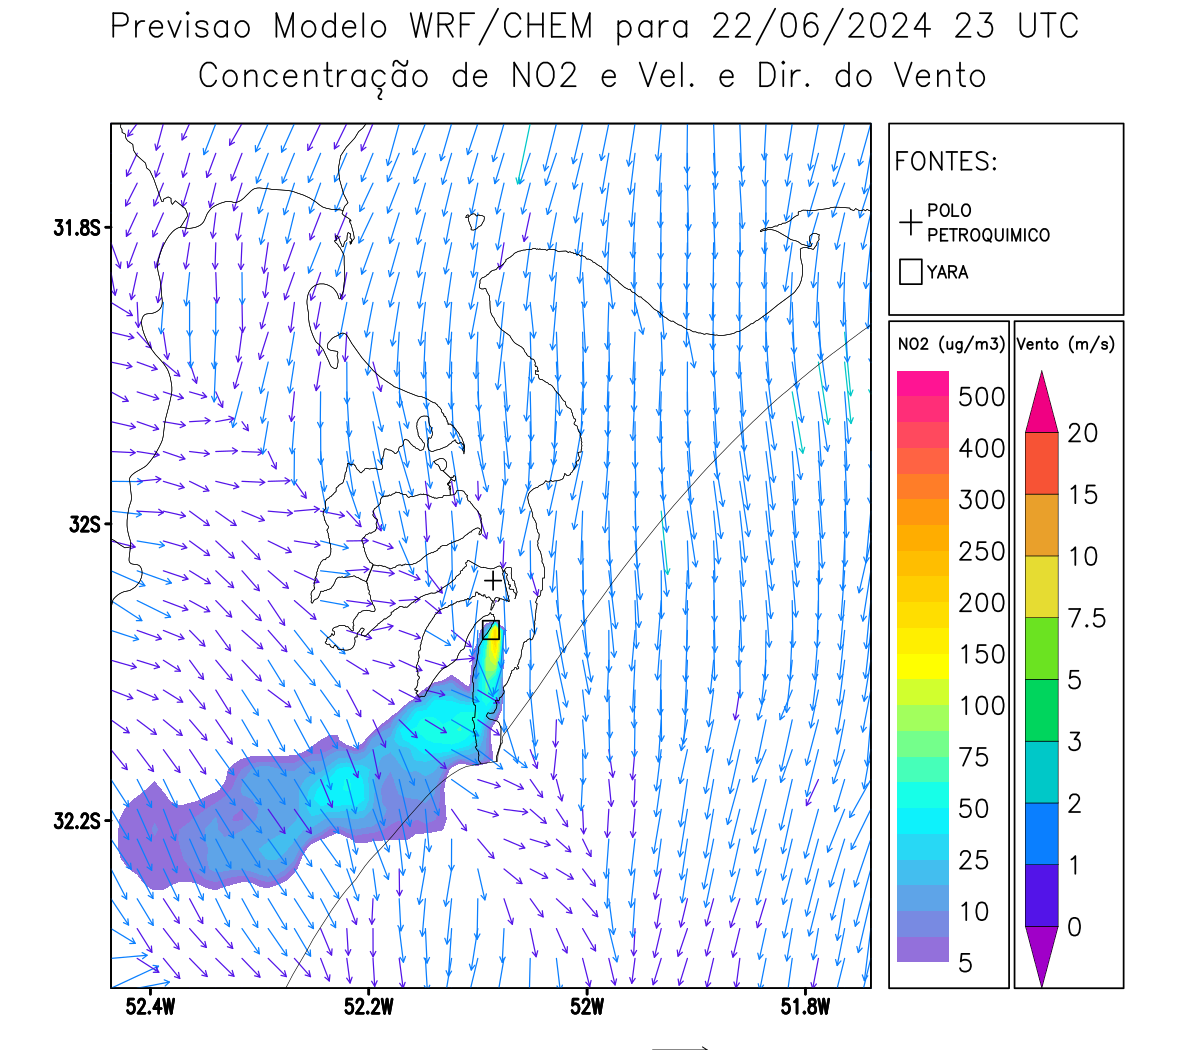 Previsao Modelo WRF/CHEM para 22/06/2024 23 UTC
Concentração de NO2 e Vel. e Dir. do Vento
FONTES:
POLO
PETROQUIMICO
YARA
NO2 (ug/m3)
500
400
300
250
200
150
100
75
50
25
10
5
Vento (m/s)
20
15
10
7.5
5
3
2
1
0
31.8S
32S
32.2S
52.4W
52.2W
52W
51.8W